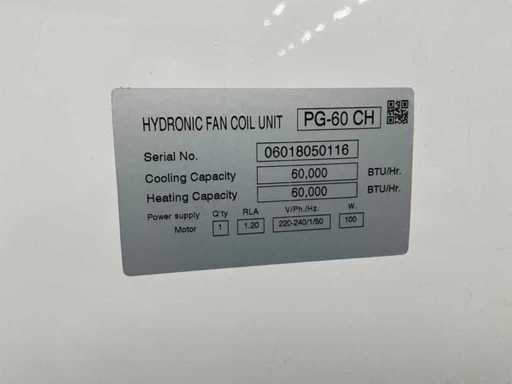 HYDRONIC FAN COIL UNIT PG-60 CH
Serial No. 06018050116
Cooling Capacity 60,000 BTU/Hr.
Heating Capacity 60,000 BTU/Hr.
Q'ty RLA V/Ph./Hz. W.
Power supply
Motor 1 1.20 220-240/1/50 100